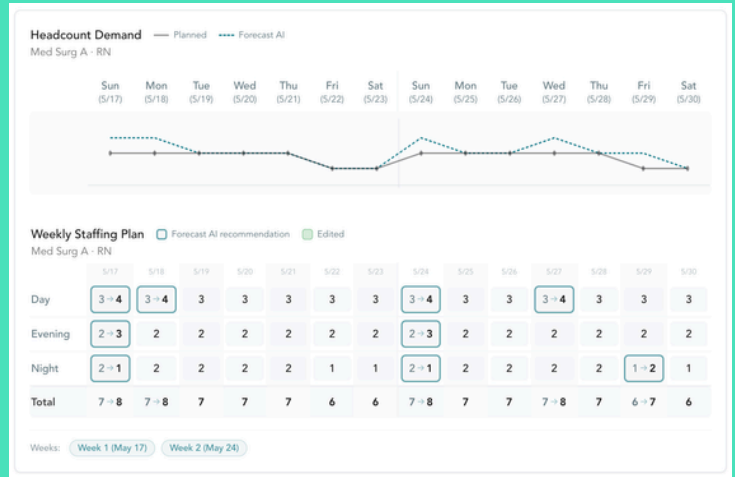 Headcount Demand Planned Forecast AI
Med Surg A · RN
Sun Mon Tue Wed Thu Fri Sat Sun Mon Tue Wed Thu Fri Sat
(5/17) (5/18) (5/19) (5/20) (5/21) (5/22) (5/23) (5/24) (5/25) (5/26) (5/27) (5/28) (5/29) (5/30)
Weekly Staffing Plan Forecast AI recommendation Edited
Med Surg A · RN
5/17 5/18 5/19 5/20 5/21 5/22 5/23 5/24 5/25 5/26 5/27 5/28 5/29 5/30
Day 3→4 3→4 3 3 3 3 3 3→4 3 3 3→4 3 3 3
Evening 2→3 2 2 2 2 2 2 2→3 2 2 2 2 2 2
Night 2→1 2 2 2 2 1 1 2→1 2 2 2 2 1→2 1
Total 7→8 7→8 7 7 7 6 6 7→8 7 7 7→8 7 6→7 6
Weeks: Week 1 (May 17) Week 2 (May 24)